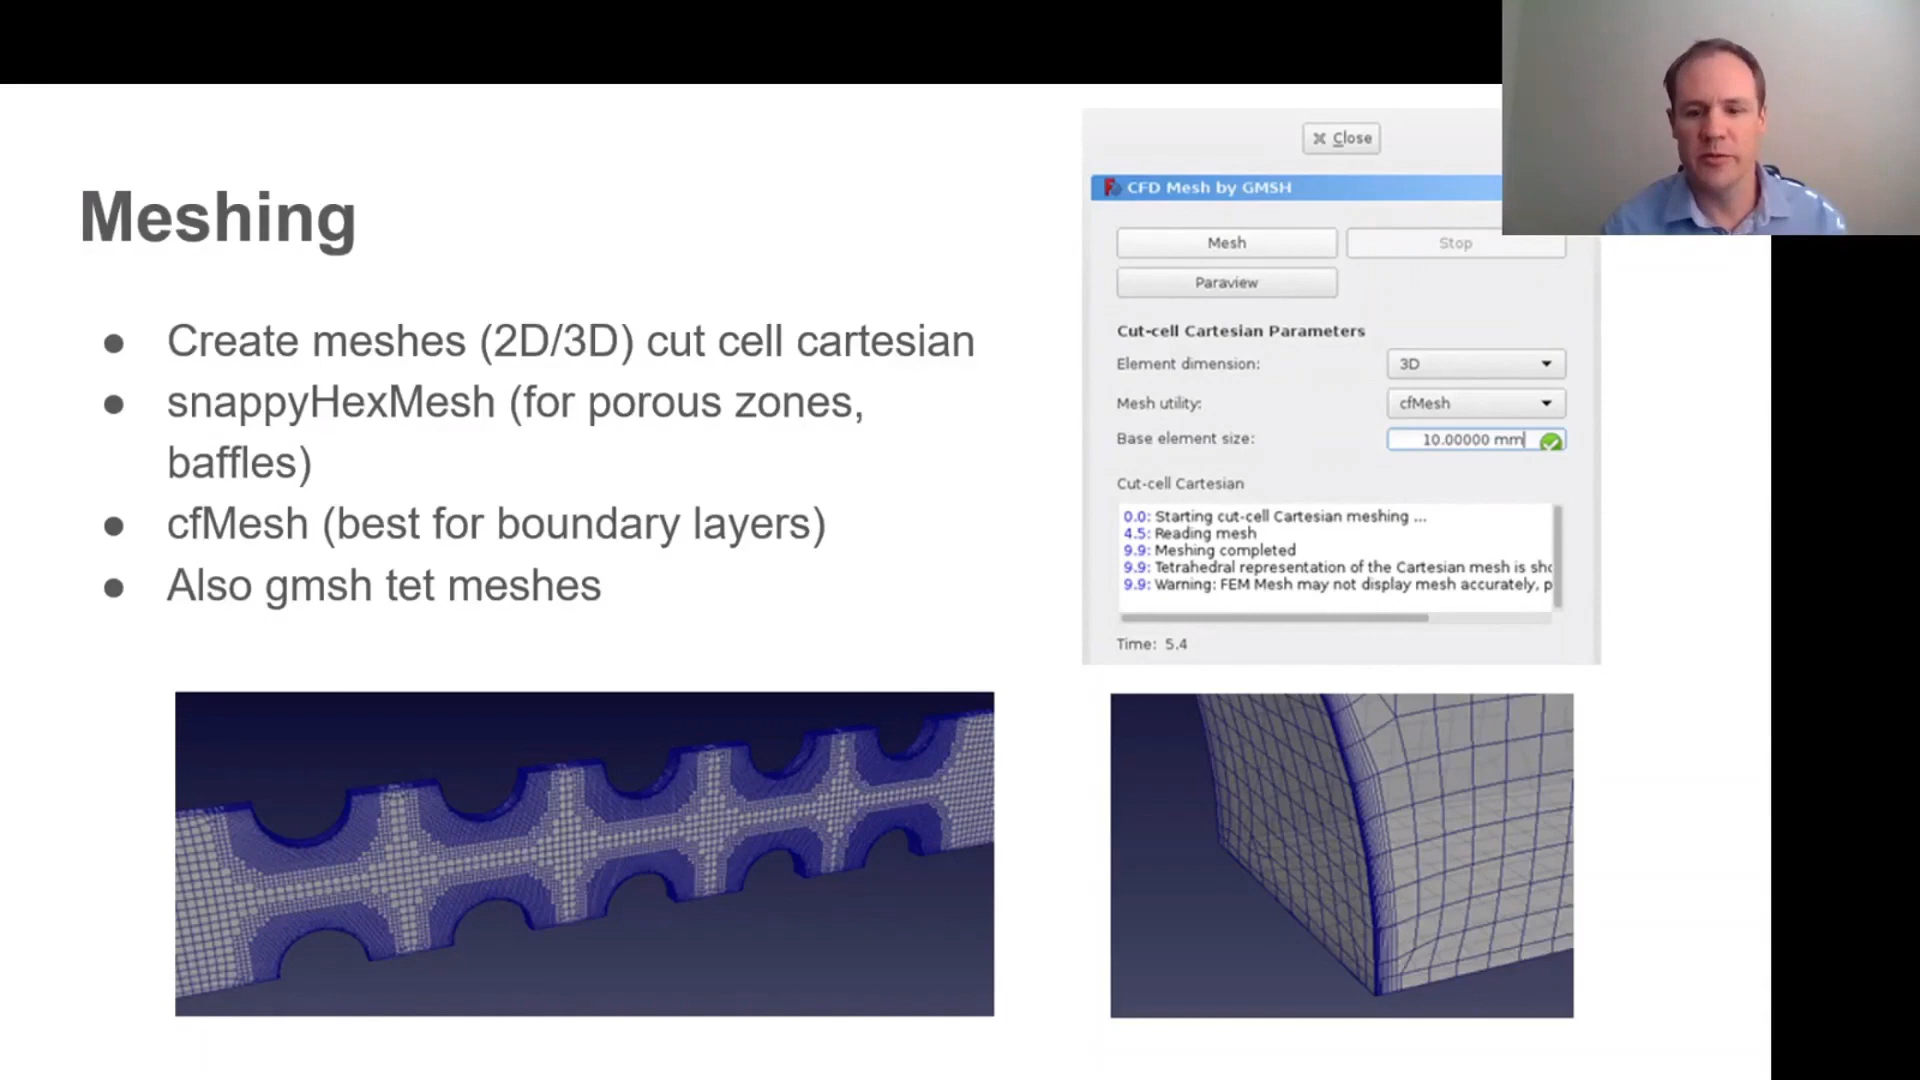 Meshing
● Create meshes (2D/3D) cut cell cartesian
● snappyHexMesh (for porous zones,
baffles)
● cfMesh (best for boundary layers)
● Also gmsh tet meshes
Close
CFD Mesh by GMSH
Mesh Stop
Paraview
Cut-cell Cartesian Parameters
Element dimension: 3D
Mesh utility: cfMesh
Base element size: 10.00000 mm
Cut-cell Cartesian
0.0: Starting cut-cell Cartesian meshing ...
4.5: Reading mesh
9.9: Meshing completed
9.9: Tetrahedral representation of the Cartesian mesh is
9.9: Warning: FEM Mesh may not display mesh accurately,
Time: 5.4